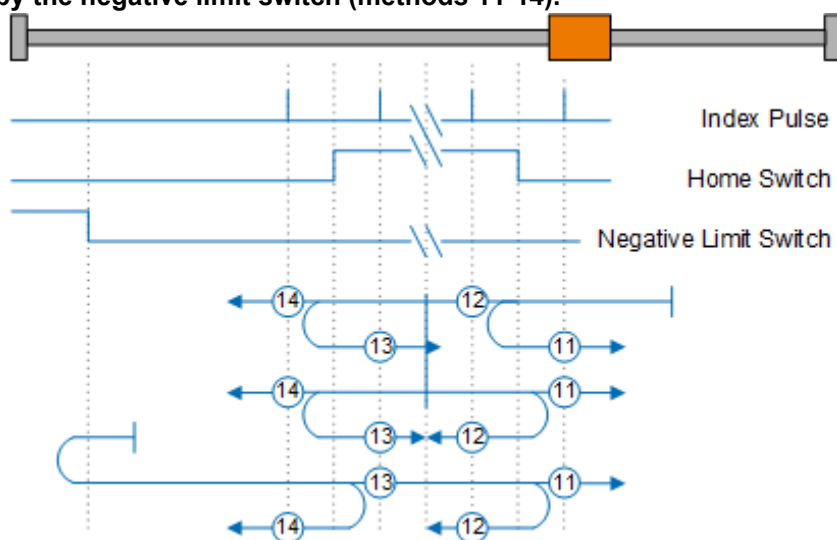 by the negative limit switch (methods 11-14).
Index Pulse
Home Switch
Negative Limit Switch
14 12
13 11
14 11
13 12
13 11
14 12